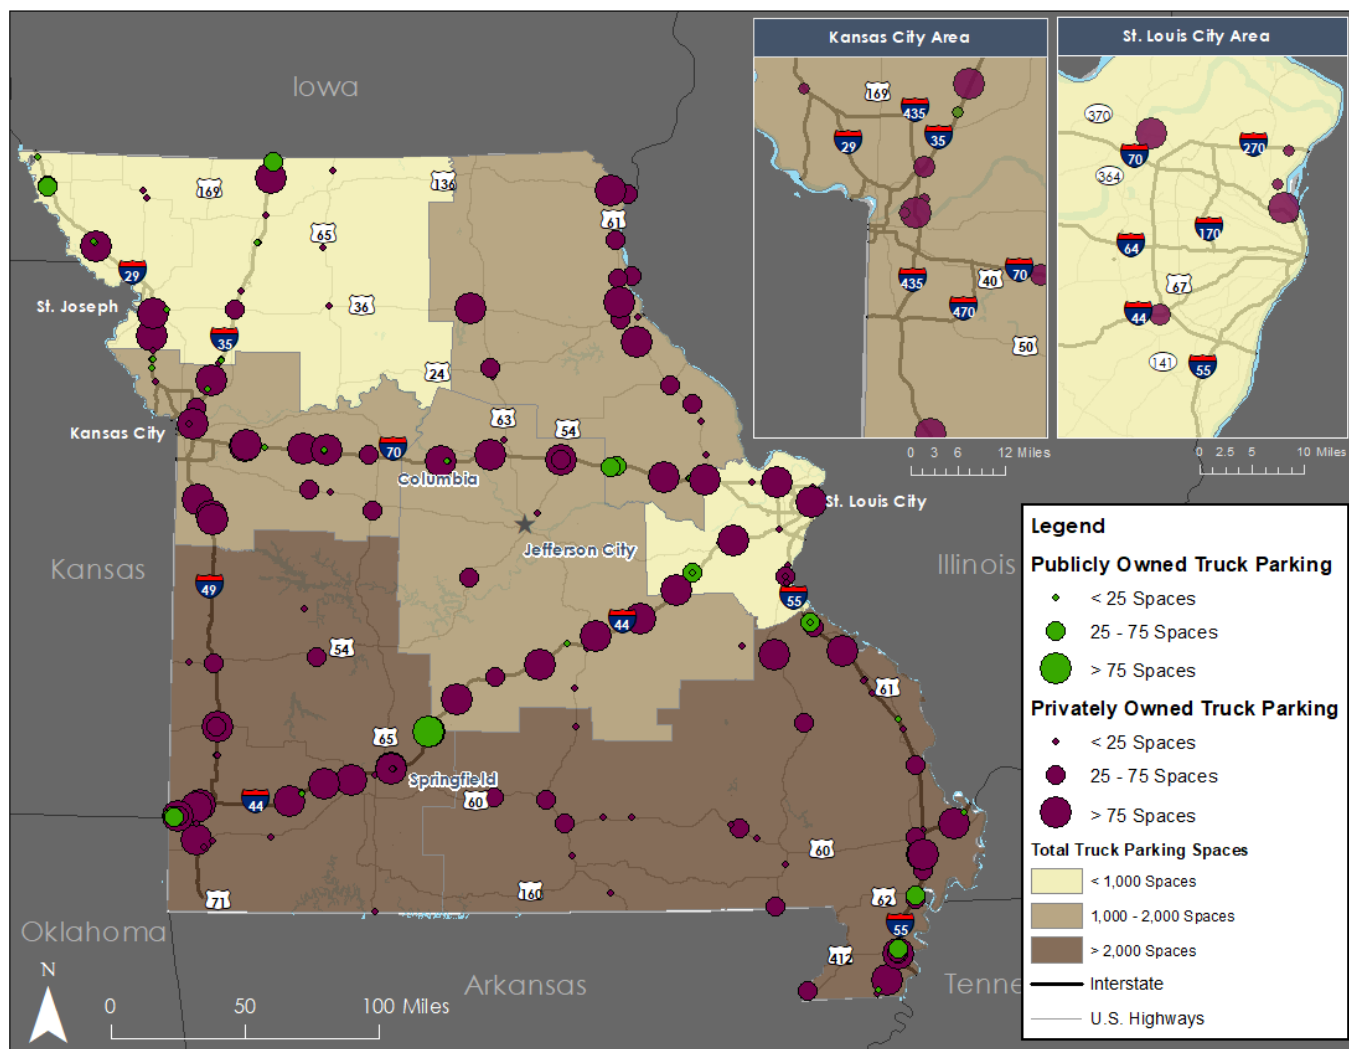 Kansas City Area
St. Louis City Area
Iowa
169
435
29
35
370
70
270
364
170
64
435
70
40
470
67
44
50
141
55
0 3 6 12 Miles
0 2.5 5 10 Miles
169
136
61
65
29
St. Joseph
36
35
24
63
54
Kansas City
70
Columbia
St. Louis City
Jefferson City
Kansas
Illinois
49
55
44
54
61
65
Springfield
44
60
60
160
71
62
55
412
Oklahoma
Arkansas
Tenne
N
0 50 100 Miles
Legend
Publicly Owned Truck Parking
< 25 Spaces
25 - 75 Spaces
> 75 Spaces
Privately Owned Truck Parking
< 25 Spaces
25 - 75 Spaces
> 75 Spaces
Total Truck Parking Spaces
< 1,000 Spaces
1,000 - 2,000 Spaces
> 2,000 Spaces
Interstate
U.S. Highways